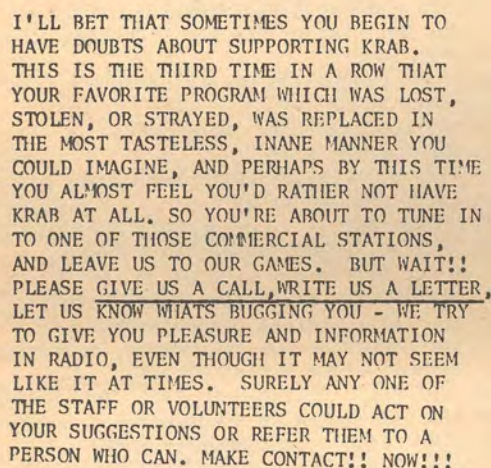 I'LL BET THAT SOMETIMES YOU BEGIN TO
HAVE DOUBTS ABOUT SUPPORTING KRAB.
THIS IS THE THIRD TIME IN A ROW THAT
YOUR FAVORITE PROGRAM WHICH WAS LOST,
STOLEN, OR STRAYED, WAS REPLACED IN
THE MOST TASTELESS, INANE MANNER YOU
COULD IMAGINE, AND PERHAPS BY THIS TIME
YOU ALMOST FEEL YOU'D RATHER NOT HAVE
KRAB AT ALL. SO YOU'RE ABOUT TO TUNE IN
TO ONE OF THOSE COMMERCIAL STATIONS,
AND LEAVE US TO OUR GAMES. BUT WAIT!!
PLEASE GIVE US A CALL,WRITE US A LETTER,
LET US KNOW WHATS BUGGING YOU - WE TRY
TO GIVE YOU PLEASURE AND INFORMATION
IN RADIO, EVEN THOUGH IT MAY NOT SEEM
LIKE IT AT TIMES. SURELY ANY ONE OF
THE STAFF OR VOLUNTEERS COULD ACT ON
YOUR SUGGESTIONS OR REFER THEM TO A
PERSON WHO CAN. MAKE CONTACT!! NOW!!!